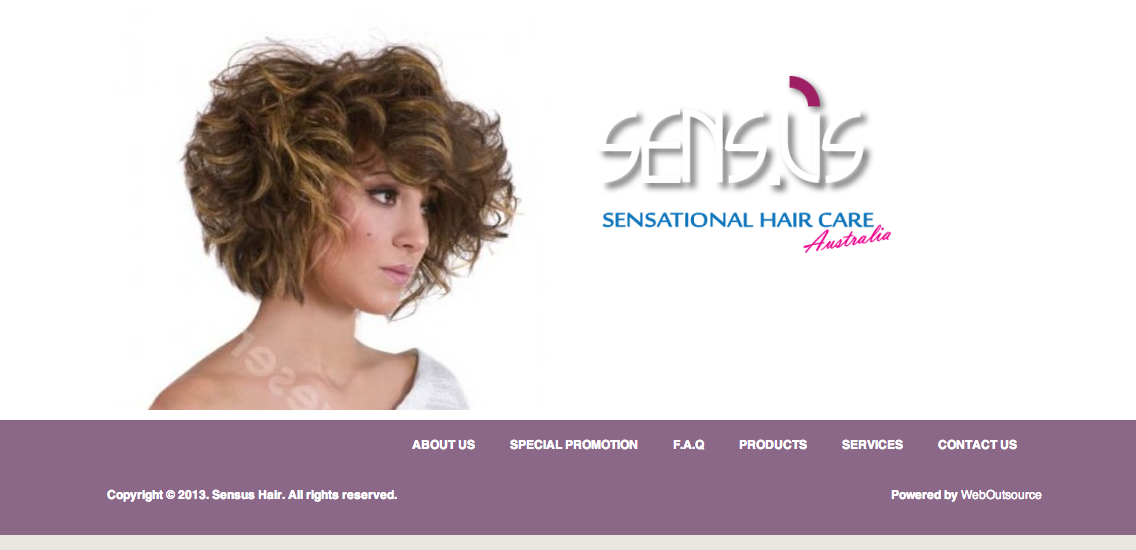 SENSUS
SENSATIONAL HAIR CARE
Australia
ABOUT US SPECIAL PROMOTION F.A.Q PRODUCTS SERVICES CONTACT US
Copyright © 2013. Sensus Hair. All rights reserved. Powered by WebOutsource